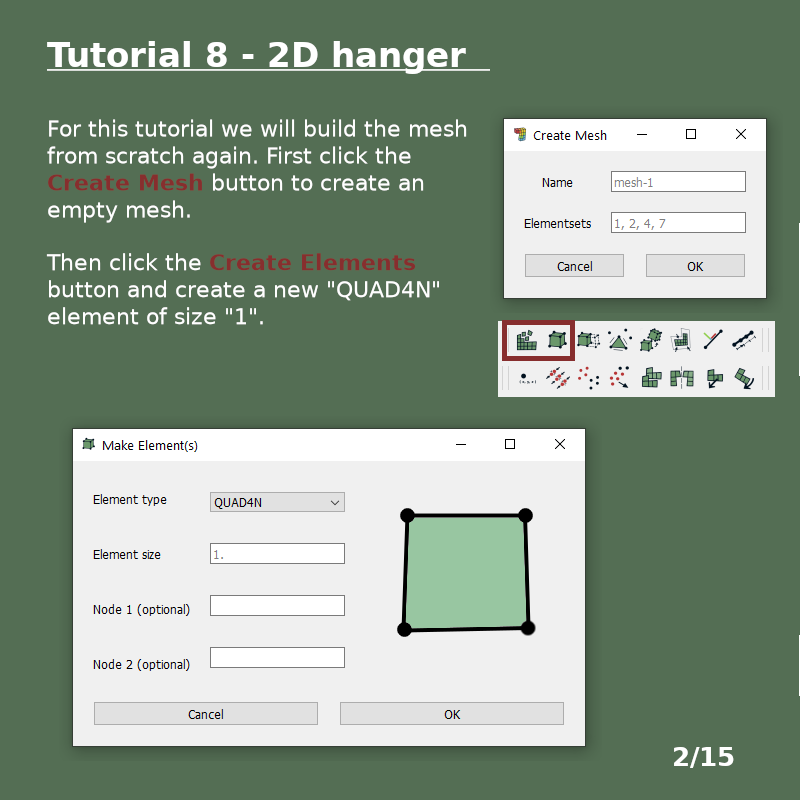 Tutorial 8 - 2D hanger
For this tutorial we will build the mesh
from scratch again. First click the
Create Mesh button to create an
empty mesh.
Then click the Create Elements
button and create a new "QUAD4N"
element of size "1".
Create Mesh
Name
mesh-1
Elementsets
1, 2, 4, 7
Cancel
OK
Make Element(s)
Element type
QUAD4N
Element size
1.
Node 1 (optional)
Node 2 (optional)
Cancel
OK
2/15